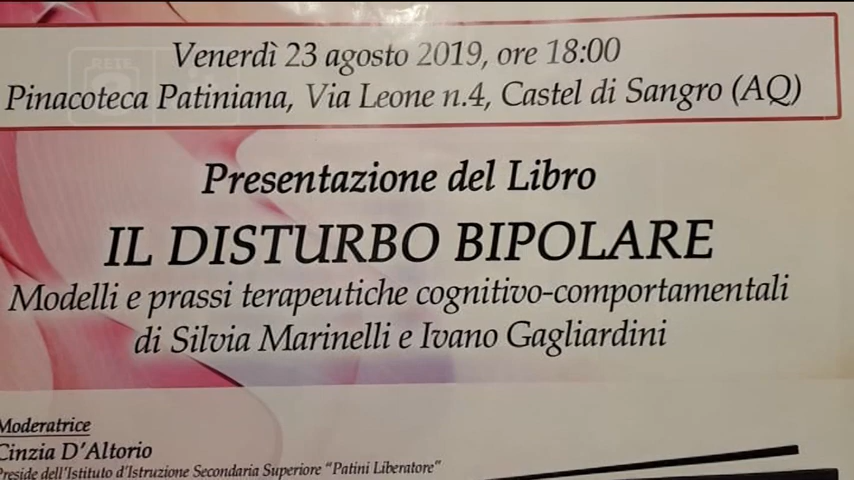 RETE
Venerdì 23 agosto 2019, ore 18:00
Pinacoteca Patiniana, Via Leone n.4, Castel di Sangro (AQ)
Presentazione del Libro
IL DISTURBO BIPOLARE
Modelli e prassi terapeutiche cognitivo-comportamentali
di Silvia Marinelli e Ivano Gagliardini
Moderatrice
Cinzia D'Altorio
Preside dell'Istituto d'Istruzione Secondaria Superiore "Patini Liberatore"